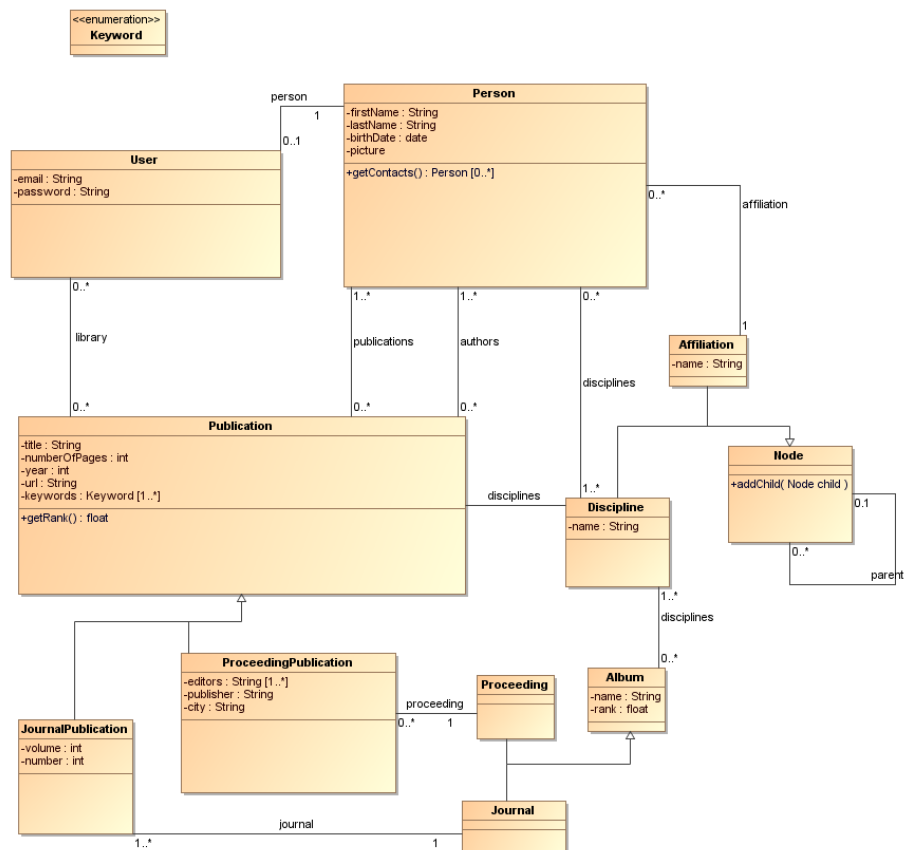 <<enumeration>>
Keyword
Person
-firstName : String
-lastName : String
-birthDate : date
-picture
+getContacts() : Person [0..*]
person
1
0..1
User
-email : String
-password : String
0..*
affiliation
1
Affiliation
-name : String
0..*
library
0..*
1..*
publications
0..*
1..*
authors
0..*
0..*
disciplines
1..*
Publication
-title : String
-numberOfPages : int
-year : int
-url : String
-keywords : Keyword [1..*]
+getRank() : float
disciplines
Discipline
-name : String
Node
+addChild( Node child )
0.1
0..*
parent
1..*
disciplines
0..*
ProceedingPublication
-editors : String [1..*]
-publisher : String
-city : String
proceeding
0..*
1
Proceeding
Album
-name : String
-rank : float
JournalPublication
-volume : int
-number : int
journal
1..*
1
Journal